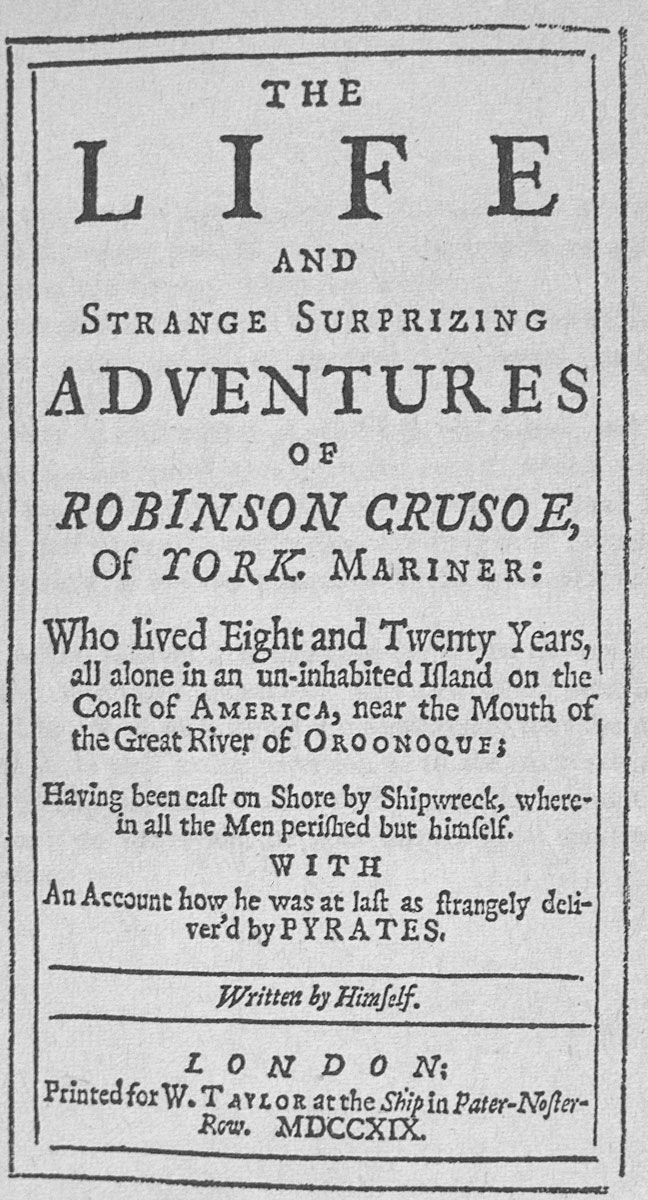 THE
LIFE
AND
STRANGE SURPRIZING
ADVENTURES
OF
ROBINSON CRUSOE,
Of YORK. MARINER:
Who lived Eight and Twenty Years,
all alone in an un-inhabited Iſland on the
Coaſt of AMERICA, near the Mouth of
the Great River of OROONOQUE;
Having been caſt on Shore by Shipwreck, where-
in all the Men periſhed but himſelf.
WITH
An Account how he was at laſt as ſtrangely deli-
ver'd by PYRATES.
Written by Himſelf.
LONDON;
Printed for W. TAYLOR at the Ship in Pater-Noſter-
Row. MDCCXIX.